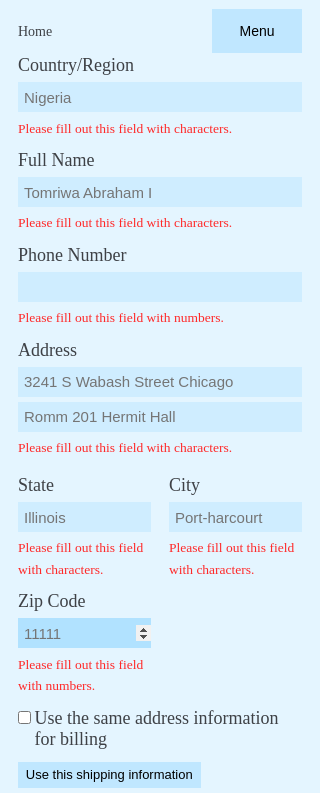 Home
Menu
Country/Region
Nigeria
Please fill out this field with characters.
Full Name
Tomriwa Abraham I
Please fill out this field with characters.
Phone Number
Please fill out this field with numbers.
Address
3241 S Wabash Street Chicago
Romm 201 Hermit Hall
Please fill out this field with characters.
State
Illinois
Please fill out this field
with characters.
City
Port-harcourt
Please fill out this field
with characters.
Zip Code
11111
Please fill out this field
with numbers.
Use the same address information
for billing
Use this shipping information